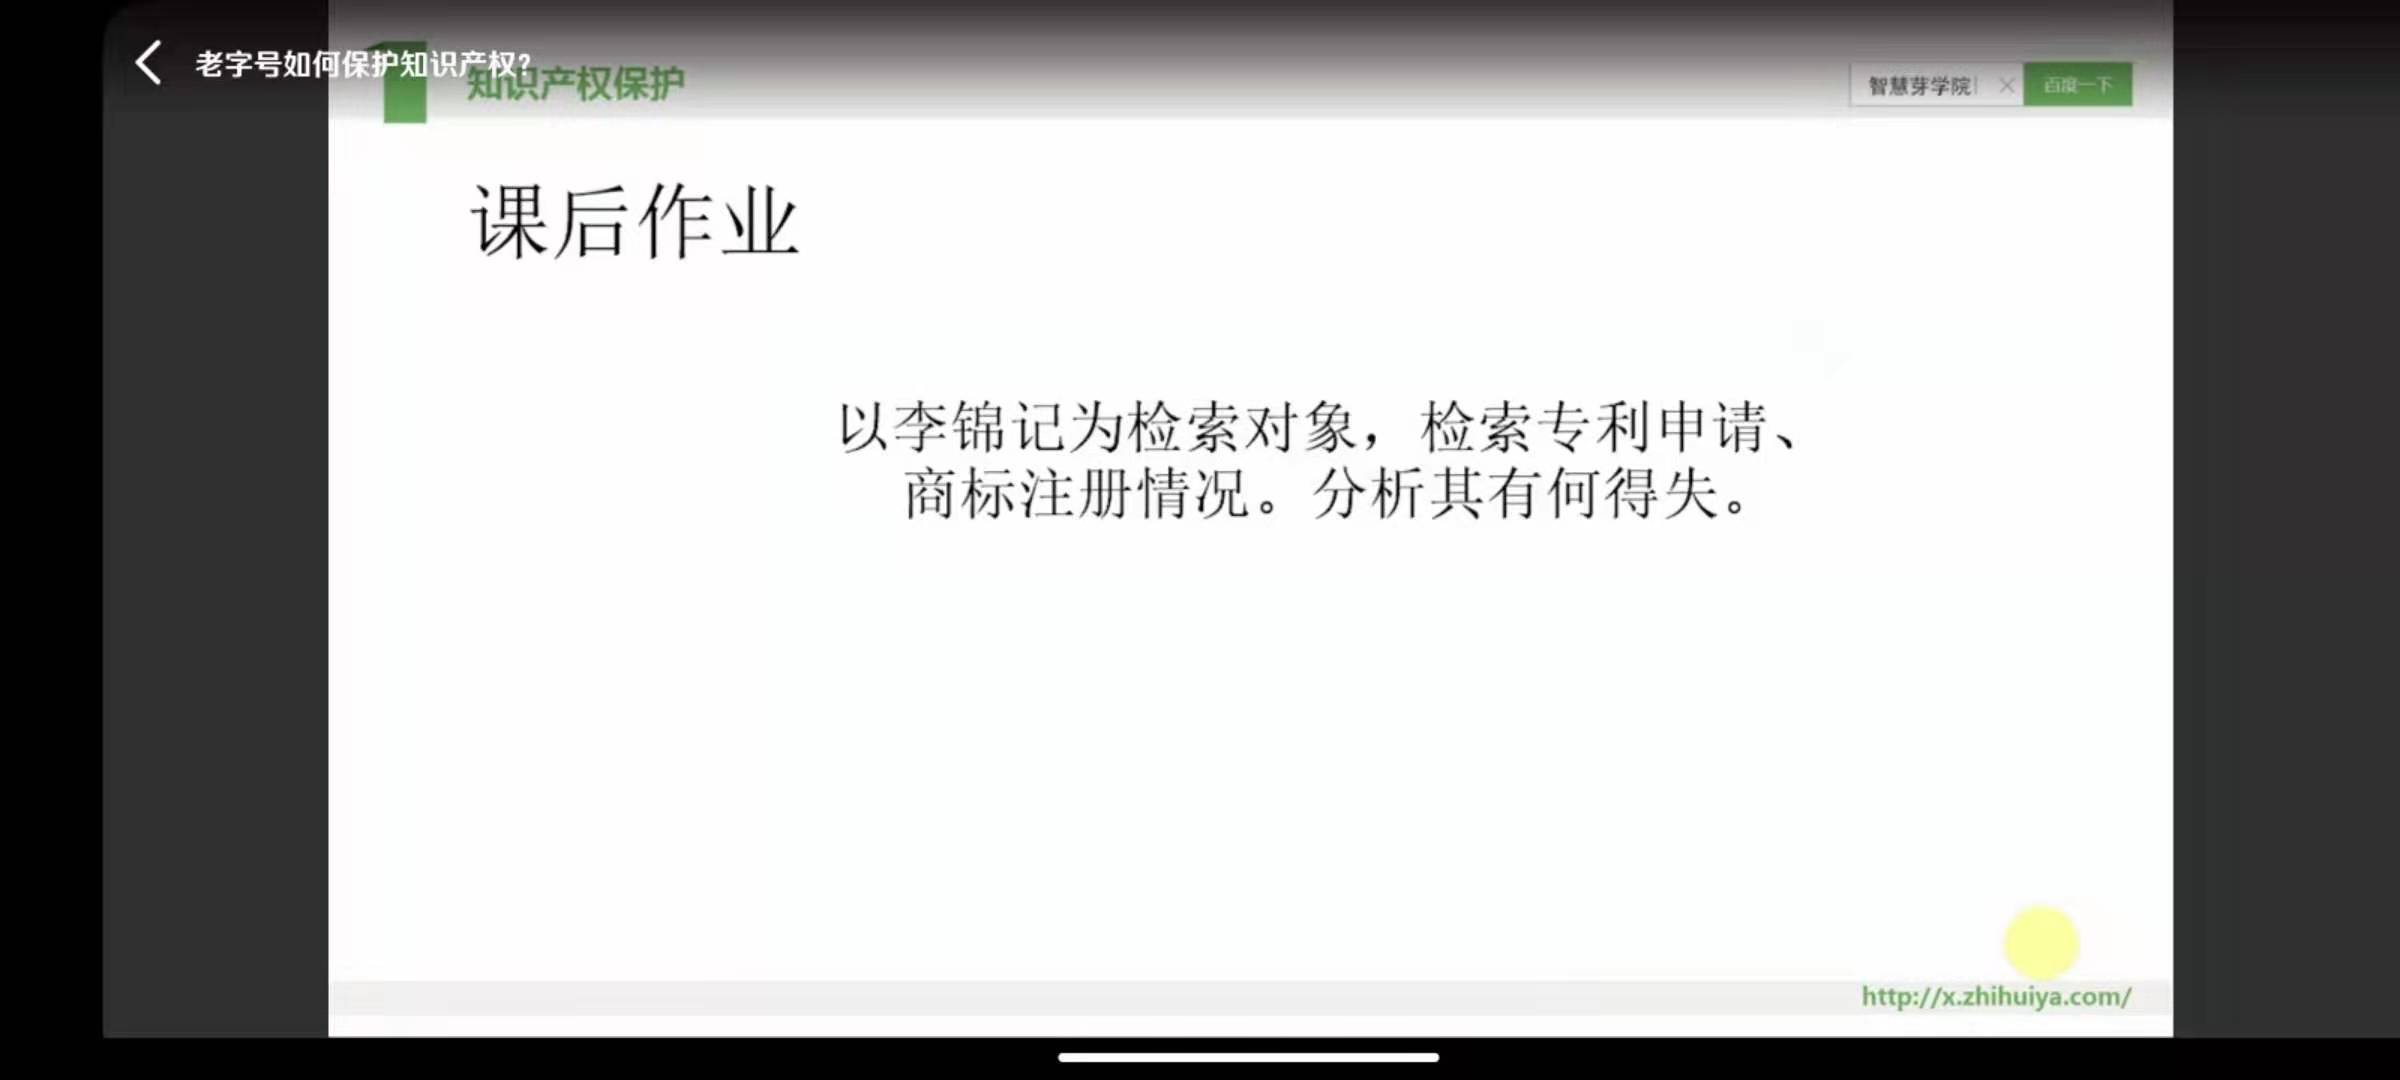 老字号如何保护知识产权?
知识产权保护
智慧芽学院
百度一下
课后作业
以李锦记为检索对象，检索专利申请、
商标注册情况。分析其有何得失。
http://x.zhihuiya.com/